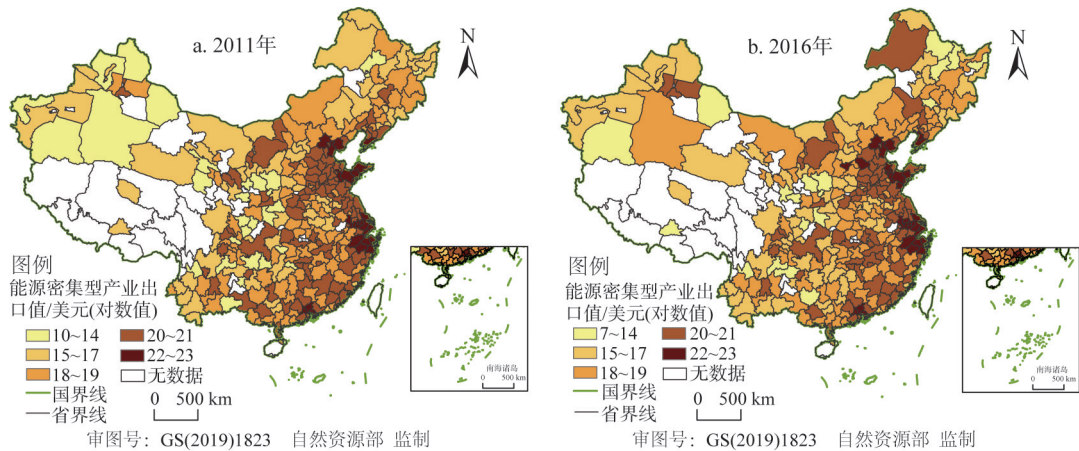 a. 2011年
N
图例
能源密集型产业出
口值/美元(对数值)
10~14
20~21
15~17
22~23
18~19
无数据
国界线
省界线
0 500 km
南海诸岛
0 500 km
审图号：GS(2019)1823 自然资源部 监制
b. 2016年
N
图例
能源密集型产业出
口值/美元(对数值)
7~14
20~21
15~17
22~23
18~19
无数据
国界线
省界线
0 500 km
南海诸岛
0 500 km
审图号：GS(2019)1823 自然资源部 监制